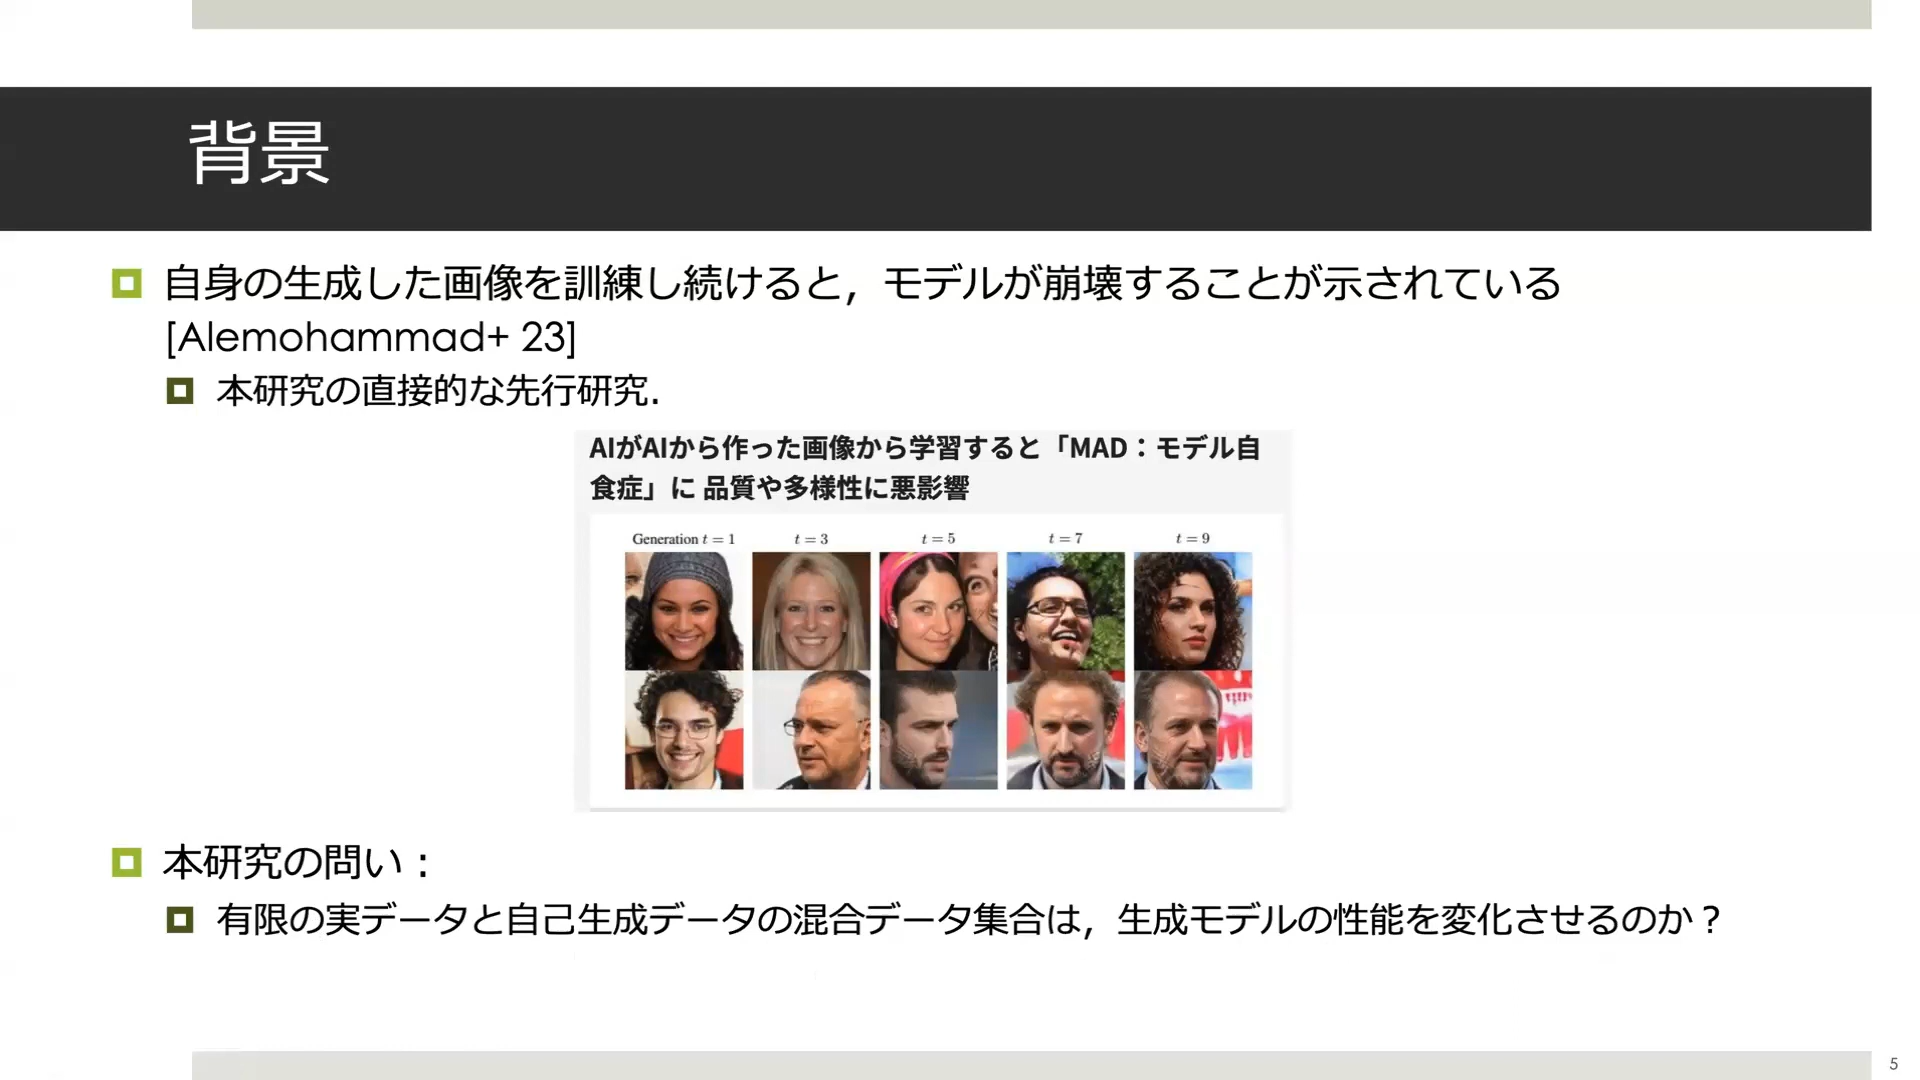 背景
自身の生成した画像を訓練し続けると，モデルが崩壊することが示されている
[Alemohammad+ 23]
本研究の直接的な先行研究．
AIがAIから作った画像から学習すると「MAD：モデル自
食症」に 品質や多様性に悪影響
Generation t = 1 t = 3 t = 5 t = 7 t = 9
本研究の問い：
有限の実データと自己生成データの混合データ集合は，生成モデルの性能を変化させるのか？
5